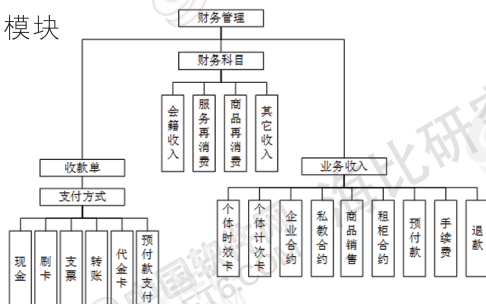 模块
财务管理
财务科目
会籍收入
服务再消费
商品再消费
其它收入
收款单
业务收入
支付方式
现金
刷卡
支票
转账
代金卡
预付款支付
个体时效卡
个体计次卡
企业合约
私教合约
商品销售
租柜合约
预付款
手续费
退款
海比研究